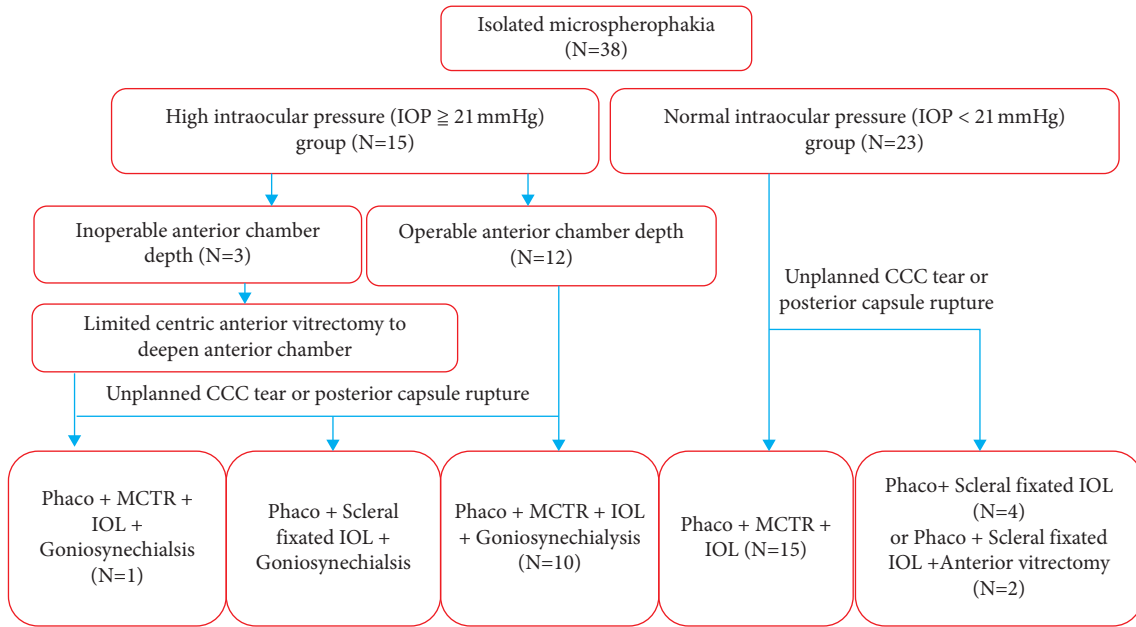 Isolated microspherophakia
(N=38)
High intraocular pressure (IOP ≧ 21 mmHg)
group (N=15)
Normal intraocular pressure (IOP < 21 mmHg)
group (N=23)
Inoperable anterior chamber
depth (N=3)
Operable anterior chamber depth
(N=12)
Unplanned CCC tear or
posterior capsule rupture
Limited centric anterior vitrectomy to
deepen anterior chamber
Unplanned CCC tear or posterior capsule rupture
Phaco + MCTR +
IOL +
Goniosynechialsis
(N=1)
Phaco + Scleral
fixated IOL +
Goniosynechialsis
Phaco + MCTR + IOL
+ Goniosynechialysis
(N=10)
Phaco + MCTR +
IOL (N=15)
Phaco+ Scleral fixated IOL
(N=4)
or Phaco + Scleral fixated
IOL +Anterior vitrectomy
(N=2)